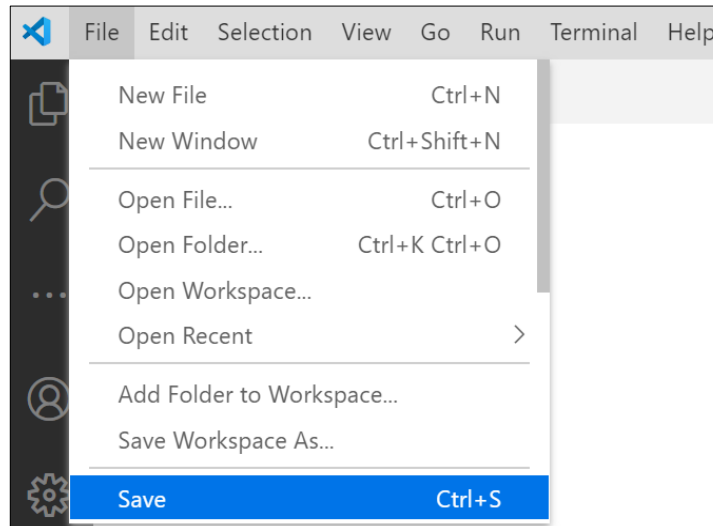 File Edit Selection View Go Run Terminal Help
New File Ctrl+N
New Window Ctrl+Shift+N
Open File... Ctrl+O
Open Folder... Ctrl+K Ctrl+O
Open Workspace...
Open Recent
Add Folder to Workspace...
Save Workspace As...
Save Ctrl+S